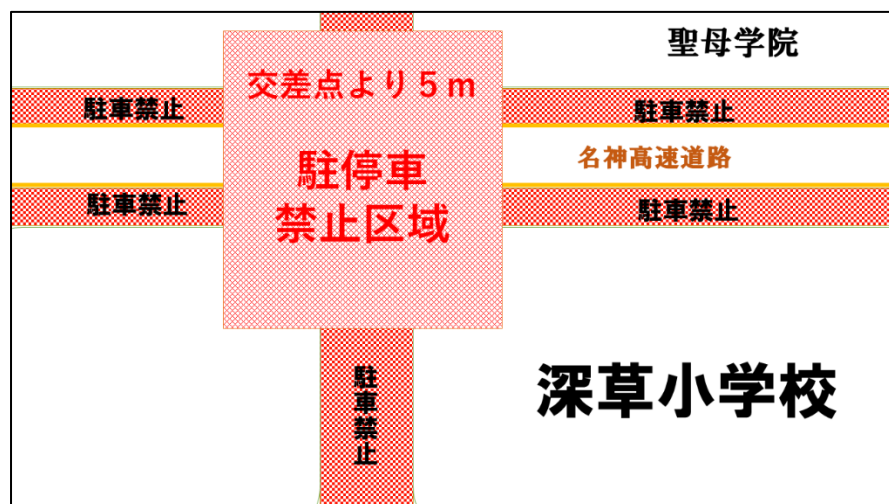 聖母学院
交差点より５ｍ
駐車禁止
駐車禁止
駐停車
禁止区域
名神高速道路
駐車禁止
駐車禁止
駐車禁止
深草小学校